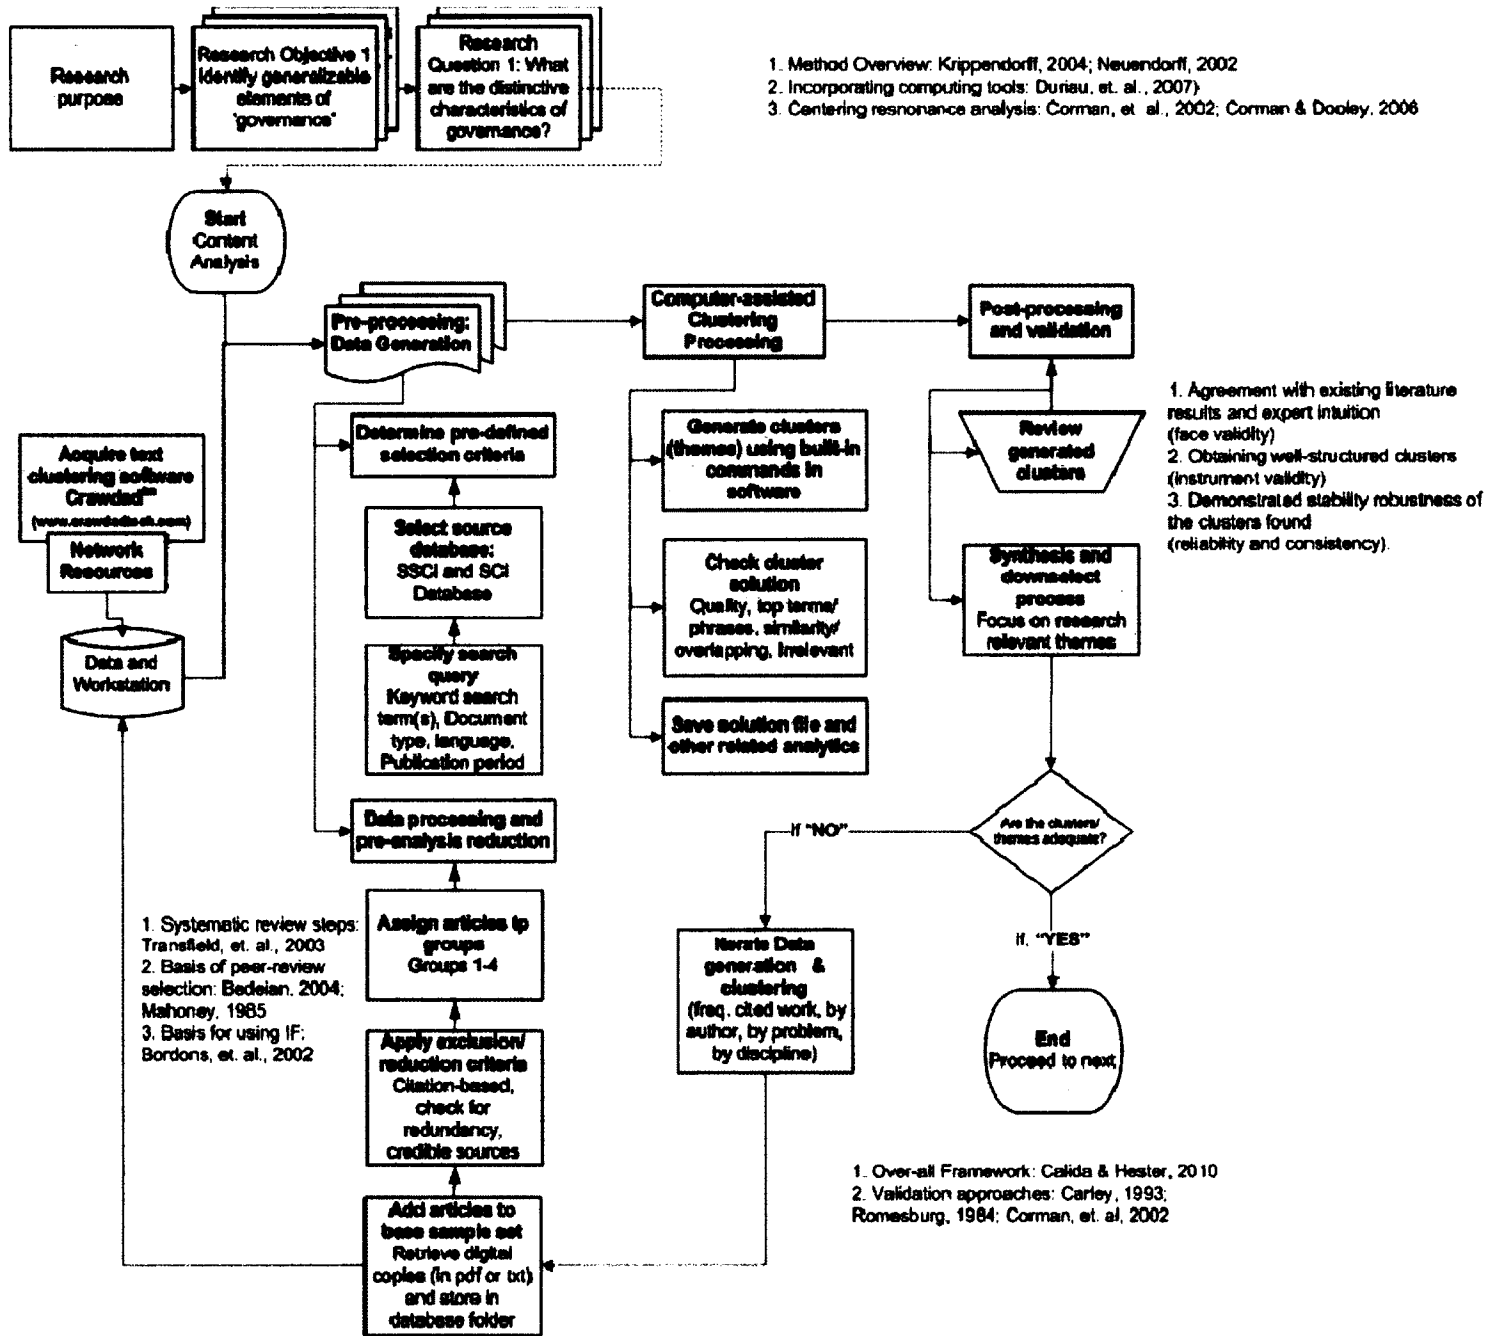 Research
purpose
Research Objective 1
Identify generalizable
elements of
'governance'
Research
Question 1: What
are the distinctive
characteristics of
governance?
1. Method Overview: Krippendorff, 2004; Neuendorff, 2002
2. Incorporating computing tools: Duriau, et. al., 2007)
3. Centering resnonance analysis: Corman, et al., 2002; Corman & Dooley, 2006
Start
Content
Analysis
Pre-processing:
Data Generation
Computer-assisted
Clustering
Processing
Post-processing
and validation
Acquire text
clustering software
Crawdad™
(www.crawdadtech.com)
Network
Resources
Data and
Workstation
Determine pre-defined
selection criteria
Select source
database:
SSCI and SCI
Database
Specify search
query
Keyword search
term(s), Document
type, language,
Publication period
Data processing and
pre-analysis reduction
Assign articles tp
groups
Groups 1-4
Apply exclusion/
reduction criteria
Citation-based,
check for
redundancy,
credible sources
Add articles to
base sample set
Retrieve digital
copies (in pdf or txt)
and store in
database folder
1. Systematic review steps:
Transfield, et. al., 2003
2. Basis of peer-review
selection: Bedeian, 2004;
Mahoney, 1985
3. Basis for using IF;
Bordons, et. al., 2002
Generate clusters
(themes) using built-in
commands in
software
Check cluster
solution
Quality, top terms/
phrases, similarity/
overlapping, Irrelevant
Save solution file and
other related analytics
Review
generated
clusters
1. Agreement with existing literature
results and expert intuition
(face validity)
2. Obtaining well-structured clusters
(instrument validity)
3. Demonstrated stability robustness of
the clusters found
(reliability and consistency).
Synthesis and
downselect
process
Focus on research
relevant themes
Are the clusters/
themes adequate?
If "NO"
If, "YES"
Iterate Data
generation &
clustering
(freq. cited work, by
author, by problem,
by discipline)
End
Proceed to next
1. Over-all Framework: Calida & Hester, 2010
2. Validation approaches: Carley, 1993;
Romesburg, 1984; Corman, et. al, 2002